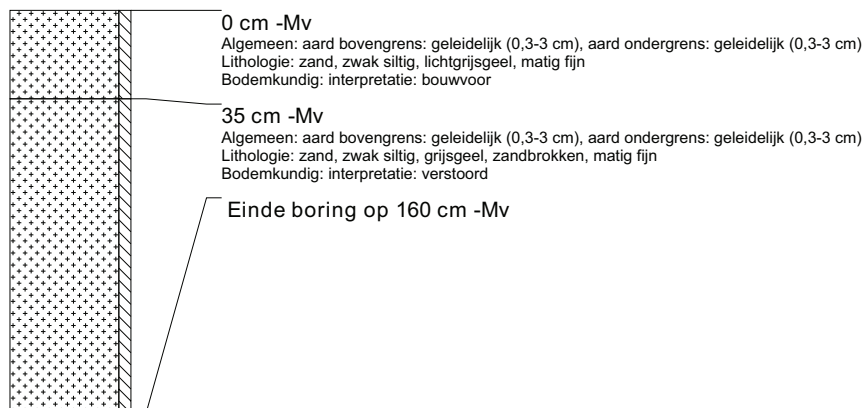 0 cm -Mv
Algemeen: aard bovengrens: geleidelijk (0,3-3 cm), aard ondergrens: geleidelijk (0,3-3 cm)
Lithologie: zand, zwak siltig, lichtgrijsgeel, matig fijn
Bodemkundig: interpretatie: bouwvoor
35 cm -Mv
Algemeen: aard bovengrens: geleidelijk (0,3-3 cm), aard ondergrens: geleidelijk (0,3-3 cm)
Lithologie: zand, zwak siltig, grijsgeel, zandbrokken, matig fijn
Bodemkundig: interpretatie: verstoord
Einde boring op 160 cm -Mv